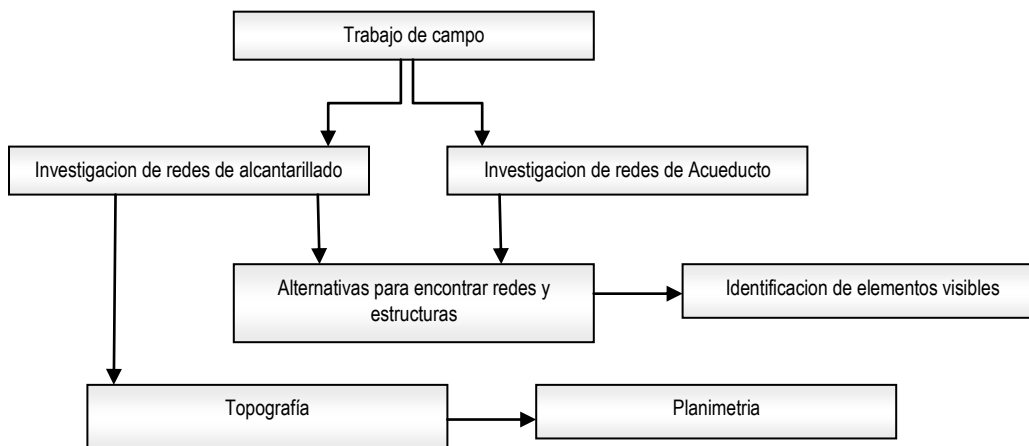 Trabajo de campo
Investigacion de redes de alcantarillado
Investigacion de redes de Acueducto
Alternativas para encontrar redes y
estructuras
Identificacion de elementos visibles
Topografía
Planimetria